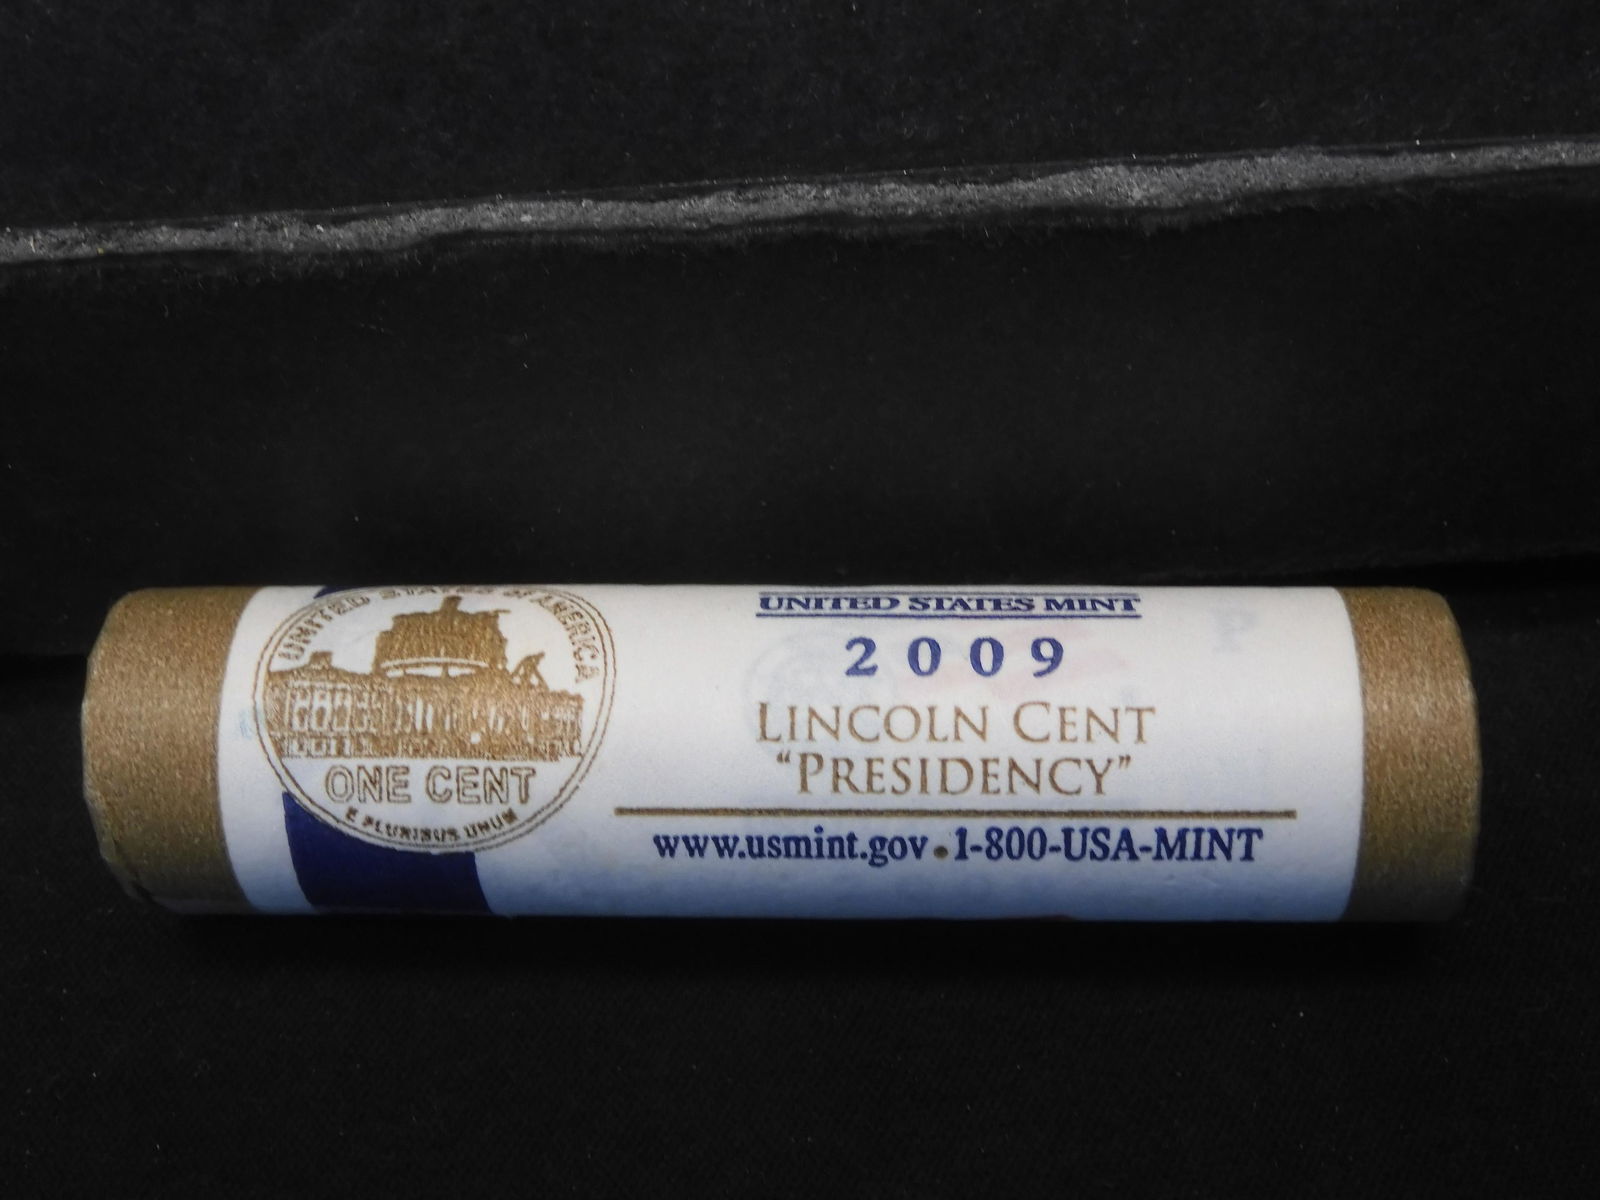 UNITED STATES OF AMERICA
ONE CENT
E PLURIBUS UNUM
UNITED STATES MINT
2009
LINCOLN CENT
“PRESIDENCY”
www.usmint.gov • 1-800-USA-MINT
P